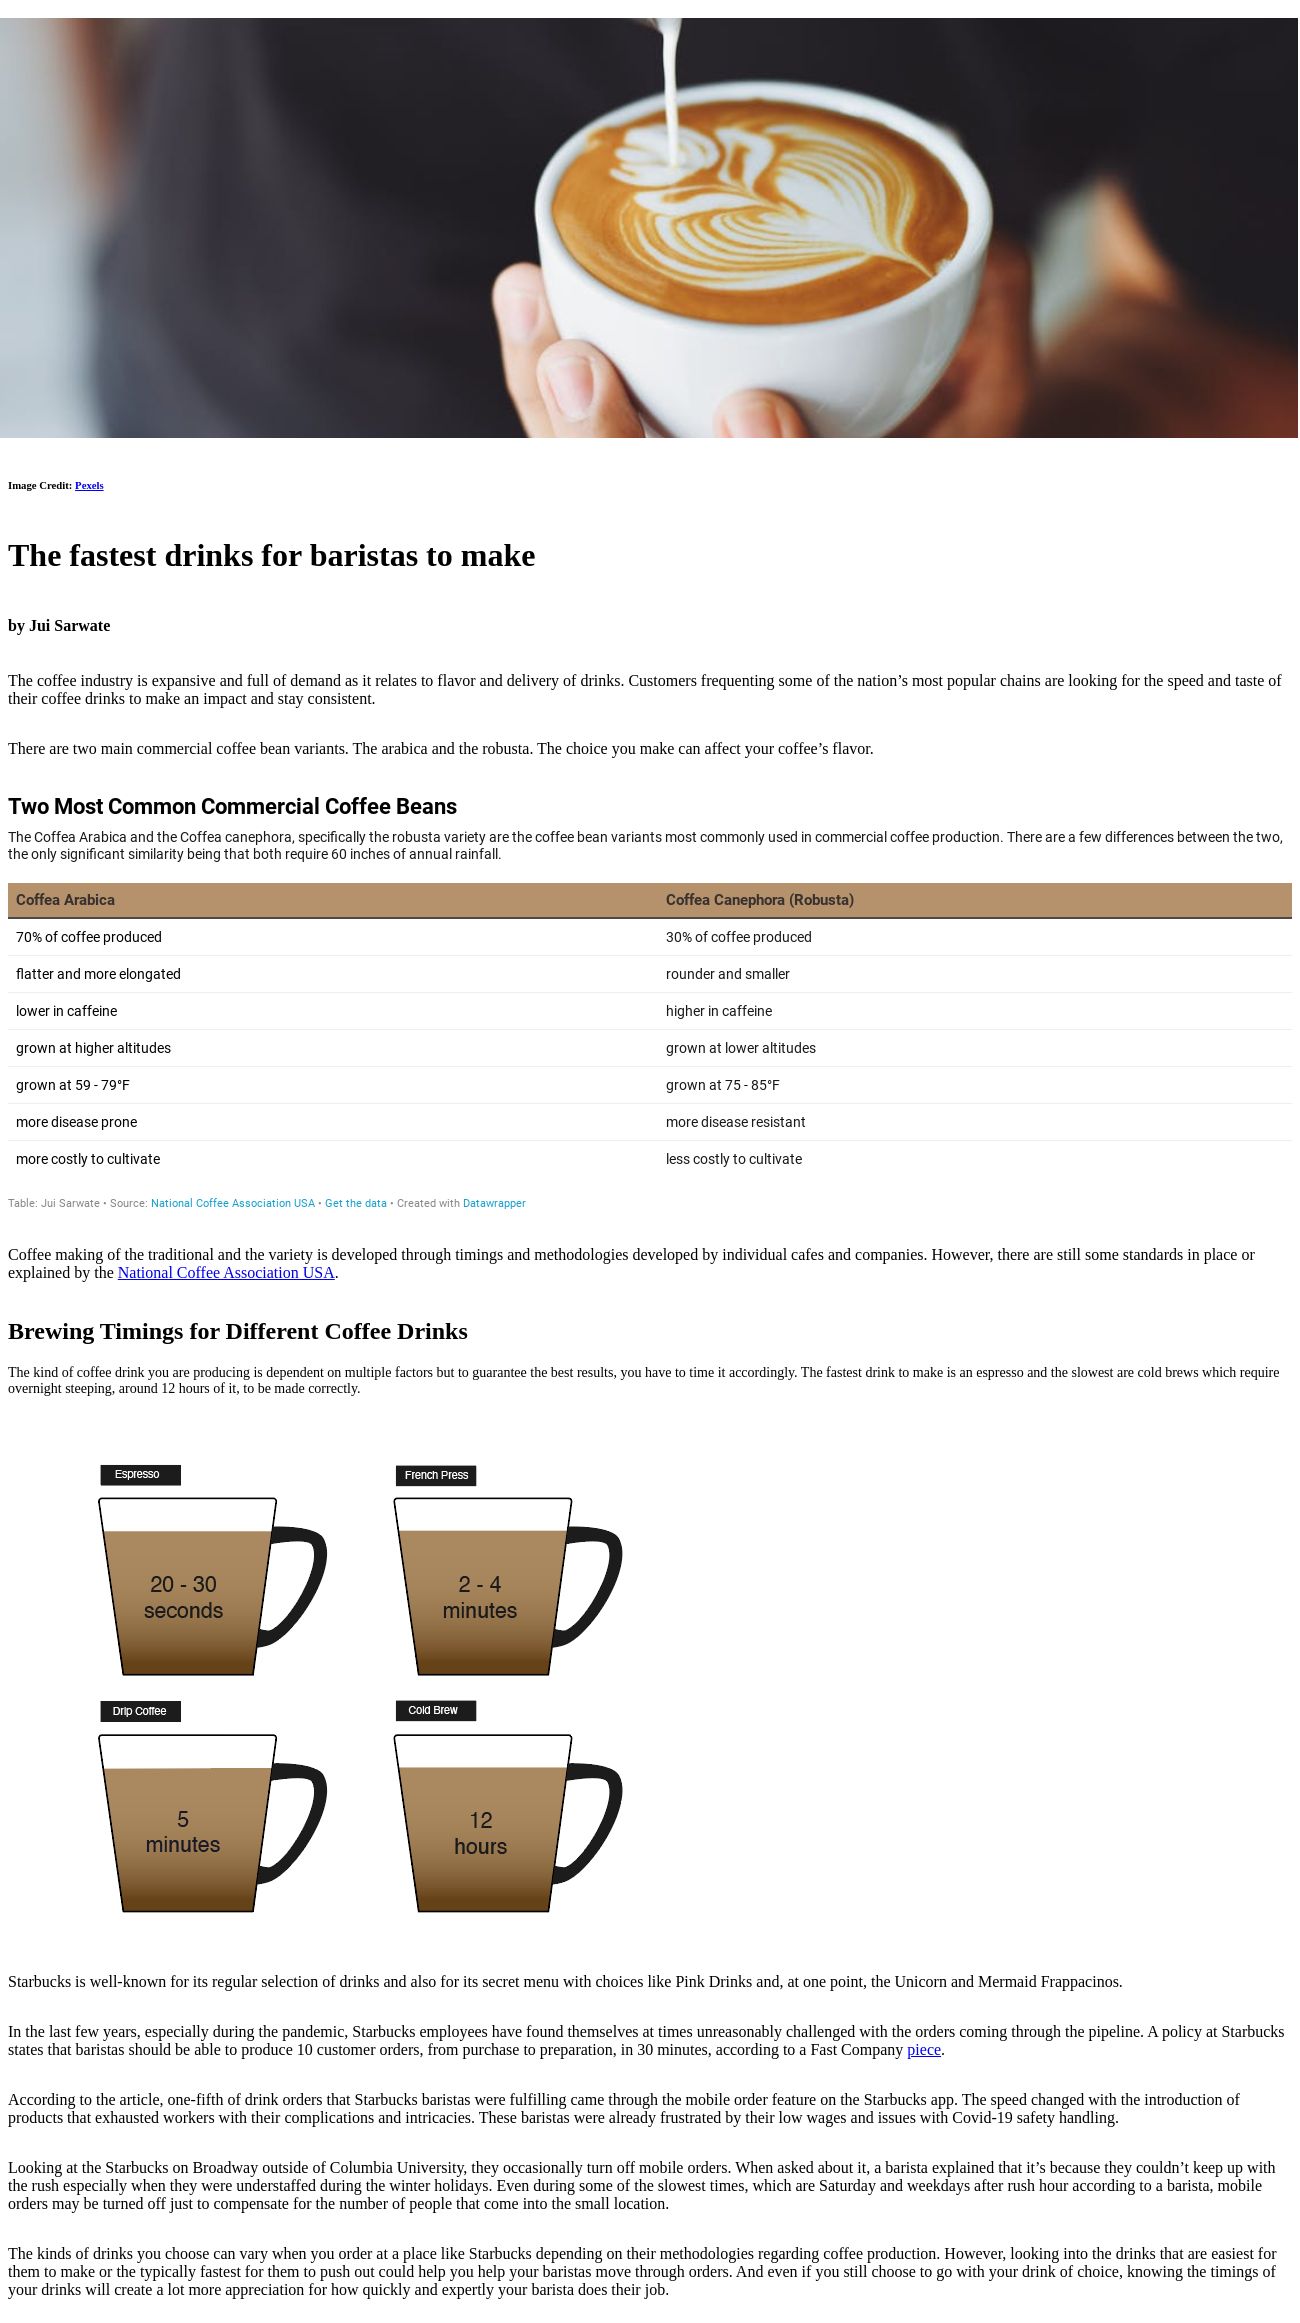 Image Credit: Pexels
The fastest drinks for baristas to make
by Jui Sarwate
The coffee industry is expansive and full of demand as it relates to flavor and delivery of drinks. Customers frequenting some of the nation’s most popular chains are looking for the speed and taste of
their coffee drinks to make an impact and stay consistent.
There are two main commercial coffee bean variants. The arabica and the robusta. The choice you make can affect your coffee’s flavor.
Two Most Common Commercial Coffee Beans
The Coffea Arabica and the Coffea canephora, specifically the robusta variety are the coffee bean variants most commonly used in commercial coffee production. There are a few differences between the two,
the only significant similarity being that both require 60 inches of annual rainfall.
Coffea Arabica Coffea Canephora (Robusta)
70% of coffee produced 30% of coffee produced
flatter and more elongated rounder and smaller
lower in caffeine higher in caffeine
grown at higher altitudes grown at lower altitudes
grown at 59 - 79°F grown at 75 - 85°F
more disease prone more disease resistant
more costly to cultivate less costly to cultivate
Table: Jui Sarwate • Source: National Coffee Association USA • Get the data • Created with Datawrapper
Coffee making of the traditional and the variety is developed through timings and methodologies developed by individual cafes and companies. However, there are still some standards in place or
explained by the National Coffee Association USA.
Brewing Timings for Different Coffee Drinks
The kind of coffee drink you are producing is dependent on multiple factors but to guarantee the best results, you have to time it accordingly. The fastest drink to make is an espresso and the slowest are cold brews which require
overnight steeping, around 12 hours of it, to be made correctly.
Espresso French Press
20 - 30 2 - 4
seconds minutes
Drip Coffee Cold Brew
5 12
minutes hours
Starbucks is well-known for its regular selection of drinks and also for its secret menu with choices like Pink Drinks and, at one point, the Unicorn and Mermaid Frappacinos.
In the last few years, especially during the pandemic, Starbucks employees have found themselves at times unreasonably challenged with the orders coming through the pipeline. A policy at Starbucks
states that baristas should be able to produce 10 customer orders, from purchase to preparation, in 30 minutes, according to a Fast Company piece.
According to the article, one-fifth of drink orders that Starbucks baristas were fulfilling came through the mobile order feature on the Starbucks app. The speed changed with the introduction of
products that exhausted workers with their complications and intricacies. These baristas were already frustrated by their low wages and issues with Covid-19 safety handling.
Looking at the Starbucks on Broadway outside of Columbia University, they occasionally turn off mobile orders. When asked about it, a barista explained that it’s because they couldn’t keep up with
the rush especially when they were understaffed during the winter holidays. Even during some of the slowest times, which are Saturday and weekdays after rush hour according to a barista, mobile
orders may be turned off just to compensate for the number of people that come into the small location.
The kinds of drinks you choose can vary when you order at a place like Starbucks depending on their methodologies regarding coffee production. However, looking into the drinks that are easiest for
them to make or the typically fastest for them to push out could help you help your baristas move through orders. And even if you still choose to go with your drink of choice, knowing the timings of
your drinks will create a lot more appreciation for how quickly and expertly your barista does their job.